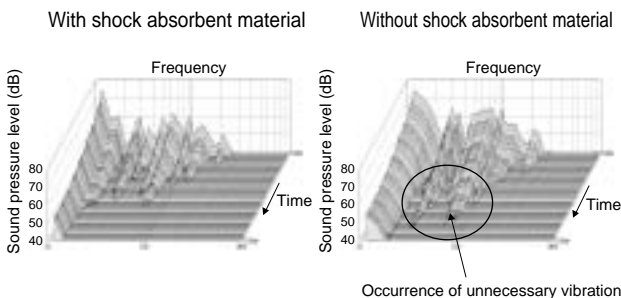 With shock absorbent material
Frequency
Sound pressure level (dB)
80
70
60
50
40
Time
Without shock absorbent material
Frequency
Sound pressure level (dB)
80
70
60
50
40
Time
Occurrence of unnecessary vibration